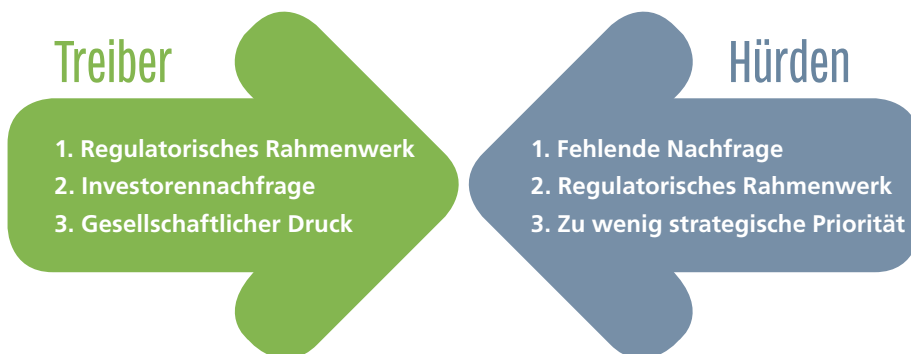 Treiber
1. Regulatorisches Rahmenwerk
2. Investorennachfrage
3. Gesellschaftlicher Druck
Hürden
1. Fehlende Nachfrage
2. Regulatorisches Rahmenwerk
3. Zu wenig strategische Priorität